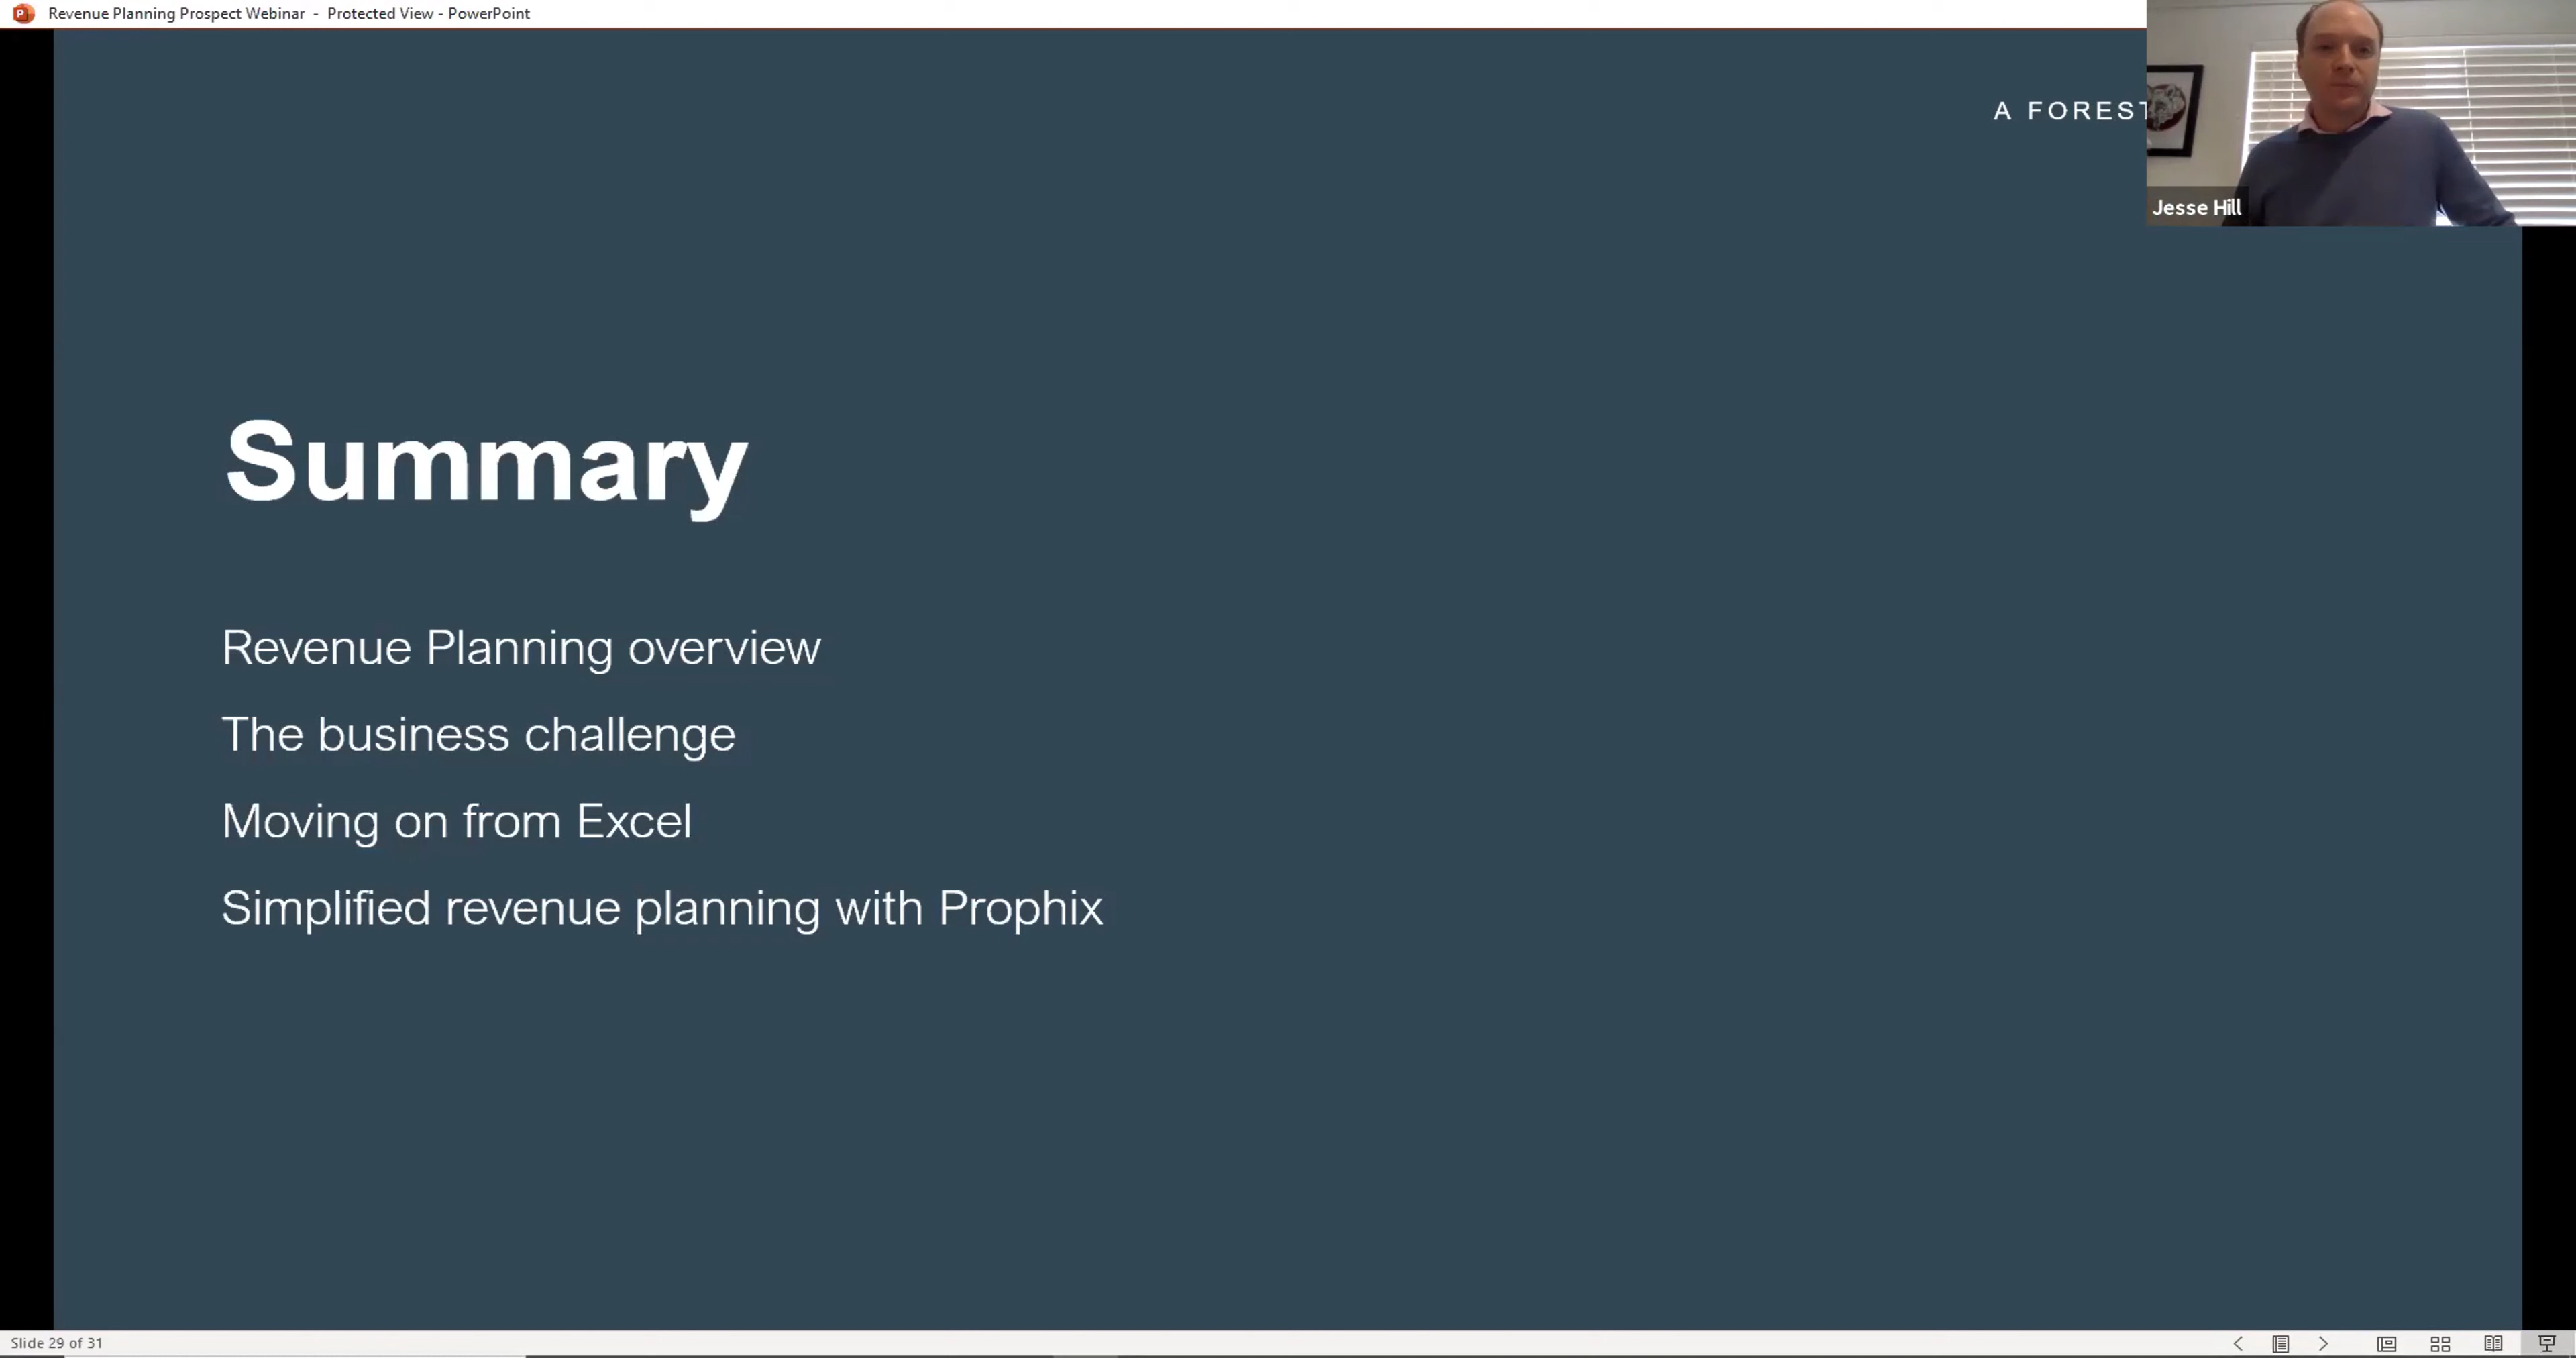 Revenue Planning Prospect Webinar - Protected View - PowerPoint
A FOREST
Jesse Hill
Summary
Revenue Planning overview
The business challenge
Moving on from Excel
Simplified revenue planning with Prophix
Slide 29 of 31